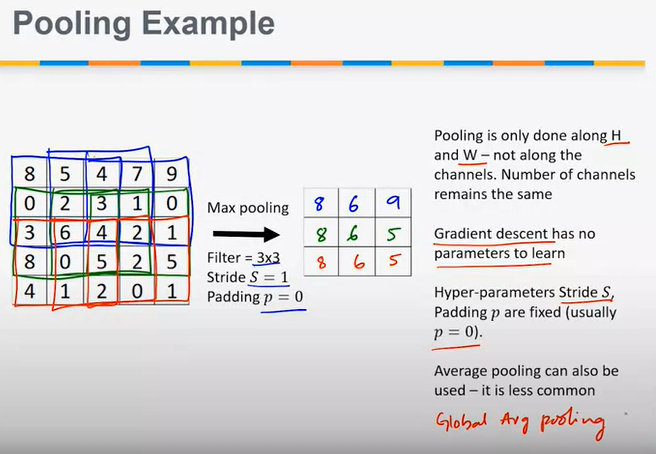 Pooling Example
8 5 4 7 9
0 2 3 1 0
3 6 4 2 1
8 0 5 2 5
4 1 2 0 1
Max pooling
Filter = 3x3
Stride S = 1
Padding p = 0
8 6 9
8 6 5
8 6 5
Pooling is only done along H
and W – not along the
channels. Number of channels
remains the same
Gradient descent has no
parameters to learn
Hyper-parameters Stride S,
Padding p are fixed (usually
p = 0).
Average pooling can also be
used – it is less common
Global Avg pooling